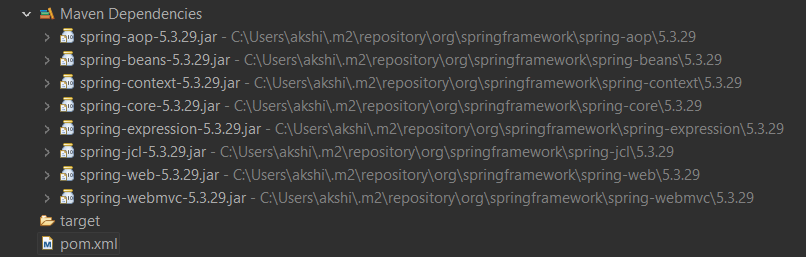 Maven Dependencies
spring-aop-5.3.29.jar - C:\Users\akshi\.m2\repository\org\springframework\spring-aop\5.3.29
spring-beans-5.3.29.jar - C:\Users\akshi\.m2\repository\org\springframework\spring-beans\5.3.29
spring-context-5.3.29.jar - C:\Users\akshi\.m2\repository\org\springframework\spring-context\5.3.29
spring-core-5.3.29.jar - C:\Users\akshi\.m2\repository\org\springframework\spring-core\5.3.29
spring-expression-5.3.29.jar - C:\Users\akshi\.m2\repository\org\springframework\spring-expression\5.3.29
spring-jcl-5.3.29.jar - C:\Users\akshi\.m2\repository\org\springframework\spring-jcl\5.3.29
spring-web-5.3.29.jar - C:\Users\akshi\.m2\repository\org\springframework\spring-web\5.3.29
spring-webmvc-5.3.29.jar - C:\Users\akshi\.m2\repository\org\springframework\spring-webmvc\5.3.29
target
pom.xml